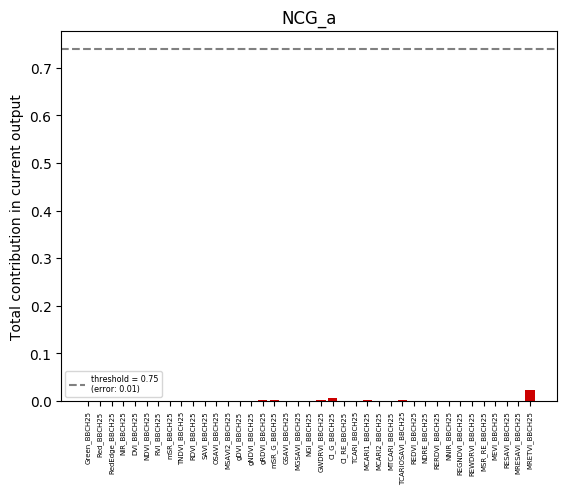 NCG_a
Total contribution in current output
0.7
0.6
0.5
0.4
0.3
0.2
0.1
0.0
threshold = 0.75
(error: 0.01)
Green_BBCH25
Red_BBCH25
RedEdge_BBCH25
NIR_BBCH25
DVI_BBCH25
NDVI_BBCH25
RVI_BBCH25
mSR_BBCH25
TNDVI_BBCH25
RDVI_BBCH25
SAVI_BBCH25
OSAVI_BBCH25
MSAVI2_BBCH25
gDVI_BBCH25
gNDVI_BBCH25
gRDVI_BBCH25
mSR_G_BBCH25
GSAVI_BBCH25
MGSAVI_BBCH25
NGI_BBCH25
GWDRVI_BBCH25
CI_G_BBCH25
CI_RE_BBCH25
TCARI_BBCH25
MCARI1_BBCH25
MCARI2_BBCH25
MTCARI_BBCH25
TCARIOSAVI_BBCH25
REDVI_BBCH25
NDRE_BBCH25
RERDVI_BBCH25
NNIR_BBCH25
REGNDVI_BBCH25
REWDRVI_BBCH25
MSR_RE_BBCH25
MEVI_BBCH25
RESAVI_BBCH25
MRESAVI_BBCH25
MRETVI_BBCH25